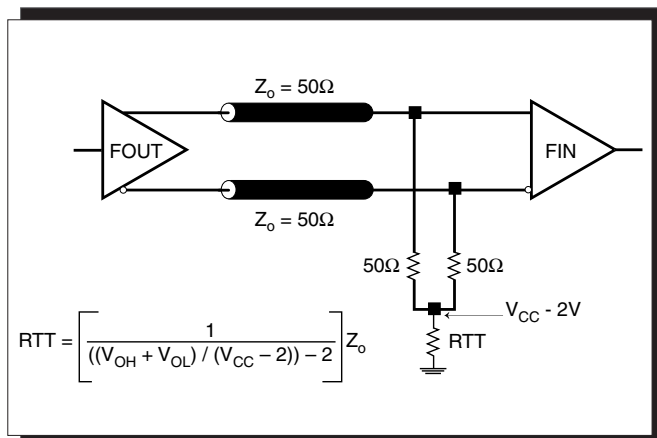 Zo = 50Ω
FOUT
FIN
Zo = 50Ω
50Ω
50Ω
VCC - 2V
RTT
RTT = [ 1 / ((VOH + VOL) / (VCC – 2)) – 2 ] Zo